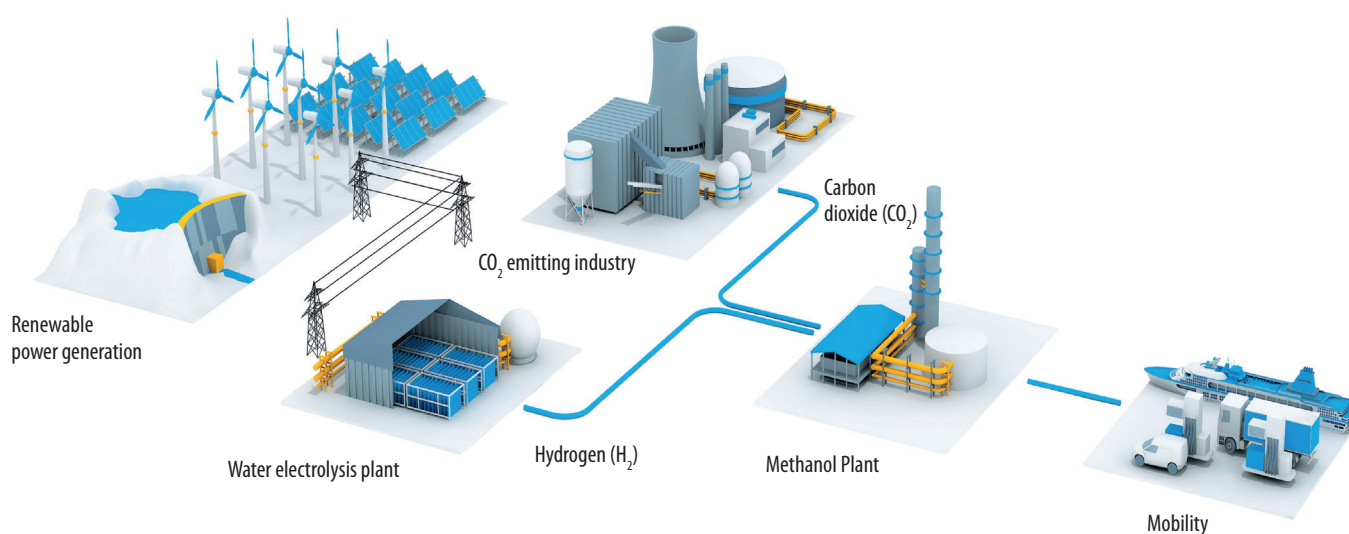 Carbon
dioxide (CO₂)
CO₂ emitting industry
Renewable
power generation
Hydrogen (H₂)
Water electrolysis plant
Methanol Plant
Mobility